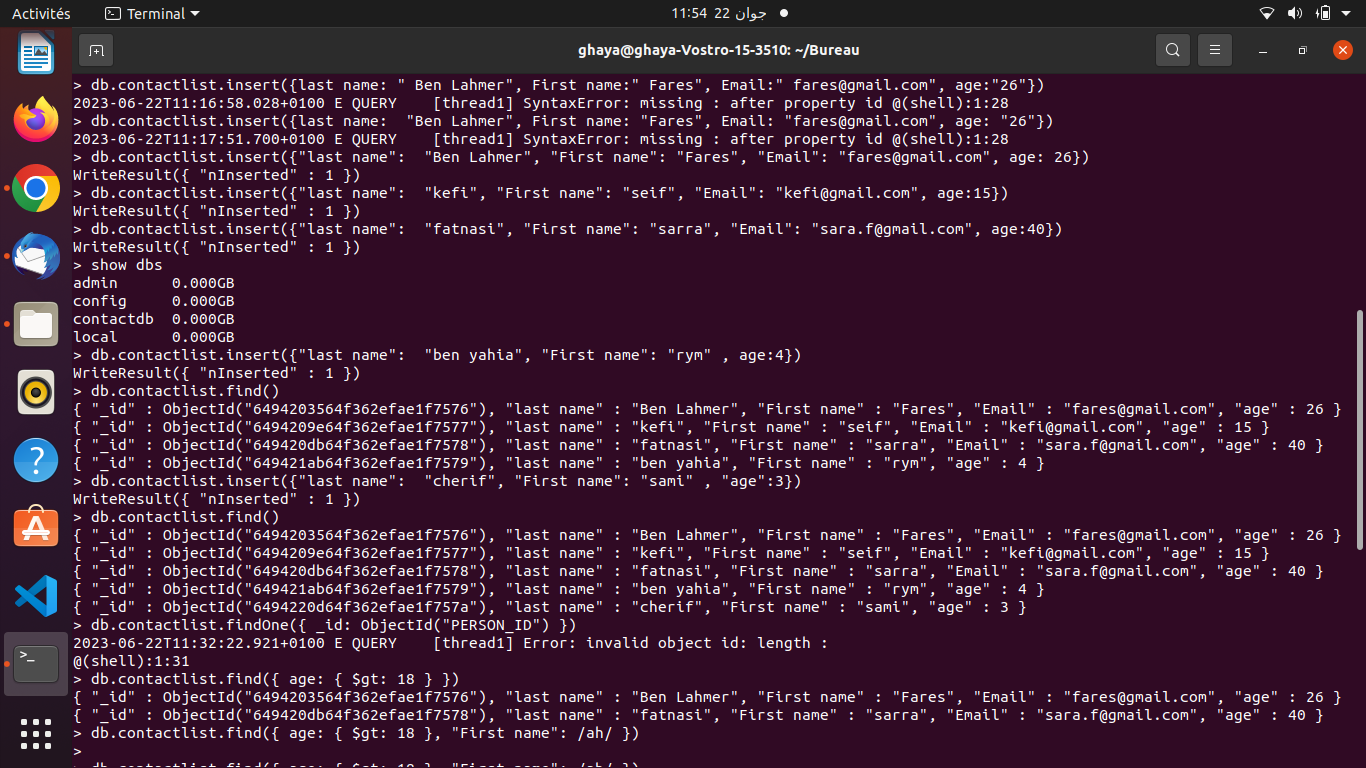 Activités
Terminal
11:54 22 جوان
ghaya@ghaya-Vostro-15-3510: ~/Bureau
> db.contactlist.insert({last name: " Ben Lahmer", First name:" Fares", Email:" fares@gmail.com", age:"26"})
2023-06-22T11:16:58.028+0100 E QUERY    [thread1] SyntaxError: missing : after property id @(shell):1:28
> db.contactlist.insert({last name:  "Ben Lahmer", First name: "Fares", Email: "fares@gmail.com", age: "26"})
2023-06-22T11:17:51.700+0100 E QUERY    [thread1] SyntaxError: missing : after property id @(shell):1:28
> db.contactlist.insert({"last name":  "Ben Lahmer", "First name": "Fares", "Email": "fares@gmail.com", age: 26})
WriteResult({ "nInserted" : 1 })
> db.contactlist.insert({"last name":  "kefi", "First name": "seif", "Email": "kefi@gmail.com", age:15})
WriteResult({ "nInserted" : 1 })
> db.contactlist.insert({"last name":  "fatnasi", "First name": "sarra", "Email": "sara.f@gmail.com", age:40})
WriteResult({ "nInserted" : 1 })
> show dbs
admin      0.000GB
config     0.000GB
contactdb  0.000GB
local      0.000GB
> db.contactlist.insert({"last name":  "ben yahia", "First name": "rym" , age:4})
WriteResult({ "nInserted" : 1 })
> db.contactlist.find()
{ "_id" : ObjectId("6494203564f362efae1f7576"), "last name" : "Ben Lahmer", "First name" : "Fares", "Email" : "fares@gmail.com", "age" : 26 }
{ "_id" : ObjectId("6494209e64f362efae1f7577"), "last name" : "kefi", "First name" : "seif", "Email" : "kefi@gmail.com", "age" : 15 }
{ "_id" : ObjectId("649420db64f362efae1f7578"), "last name" : "fatnasi", "First name" : "sarra", "Email" : "sara.f@gmail.com", "age" : 40 }
{ "_id" : ObjectId("649421ab64f362efae1f7579"), "last name" : "ben yahia", "First name" : "rym", "age" : 4 }
> db.contactlist.insert({"last name":  "cherif", "First name": "sami" , "age":3})
WriteResult({ "nInserted" : 1 })
> db.contactlist.find()
{ "_id" : ObjectId("6494203564f362efae1f7576"), "last name" : "Ben Lahmer", "First name" : "Fares", "Email" : "fares@gmail.com", "age" : 26 }
{ "_id" : ObjectId("6494209e64f362efae1f7577"), "last name" : "kefi", "First name" : "seif", "Email" : "kefi@gmail.com", "age" : 15 }
{ "_id" : ObjectId("649420db64f362efae1f7578"), "last name" : "fatnasi", "First name" : "sarra", "Email" : "sara.f@gmail.com", "age" : 40 }
{ "_id" : ObjectId("649421ab64f362efae1f7579"), "last name" : "ben yahia", "First name" : "rym", "age" : 4 }
{ "_id" : ObjectId("6494220d64f362efae1f757a"), "last name" : "cherif", "First name" : "sami", "age" : 3 }
> db.contactlist.findOne({ _id: ObjectId("PERSON_ID") })
2023-06-22T11:32:22.921+0100 E QUERY    [thread1] Error: invalid object id: length :
@(shell):1:31
> db.contactlist.find({ age: { $gt: 18 } })
{ "_id" : ObjectId("6494203564f362efae1f7576"), "last name" : "Ben Lahmer", "First name" : "Fares", "Email" : "fares@gmail.com", "age" : 26 }
{ "_id" : ObjectId("649420db64f362efae1f7578"), "last name" : "fatnasi", "First name" : "sarra", "Email" : "sara.f@gmail.com", "age" : 40 }
> db.contactlist.find({ age: { $gt: 18 }, "First name": /ah/ })
>
> db.contactlist.find({ age: { $gt: 18 }, "First name": /ah/ })